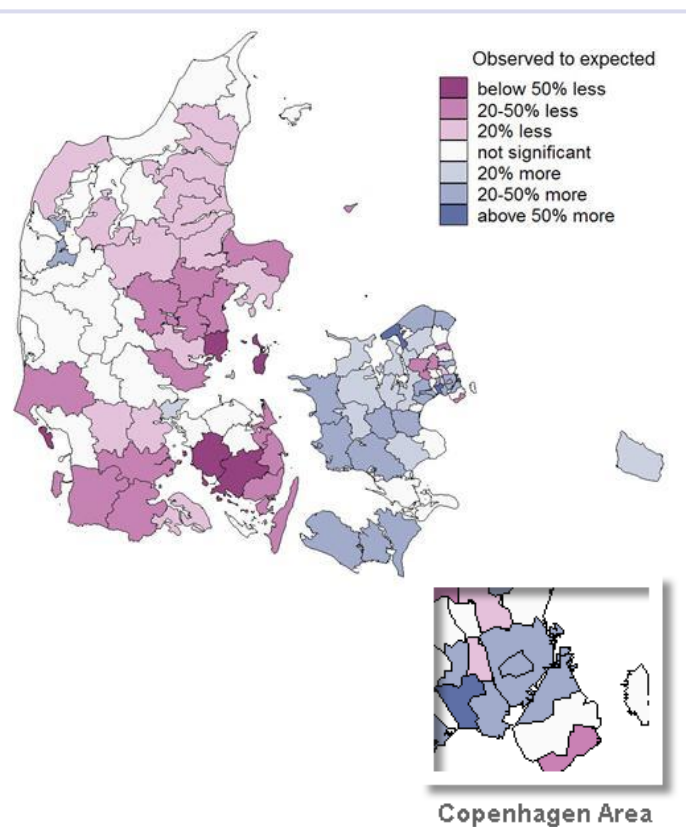 Observed to expected
below 50% less
20-50% less
20% less
not significant
20% more
20-50% more
above 50% more
Copenhagen Area